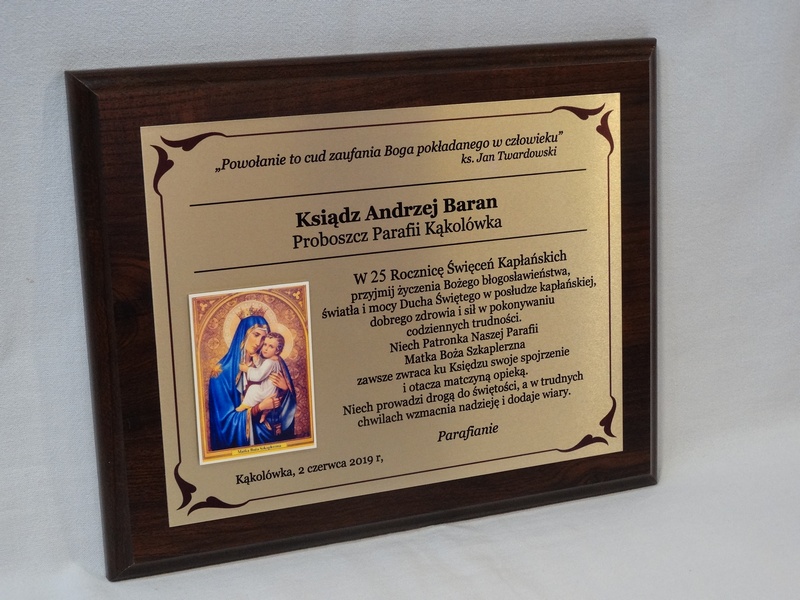 „Powołanie to cud zaufania Boga pokładanego w człowieku”
ks. Jan Twardowski
Ksiądz Andrzej Baran
Proboszcz Parafii Kąkolówka
W 25 Rocznicę Święceń Kapłańskich
przyjmij życzenia Bożego błogosławieństwa,
światła i mocy Ducha Świętego w posłudze kapłańskiej,
dobrego zdrowia i sił w pokonywaniu
codziennych trudności.
Niech Patronka Naszej Parafii
Matka Boża Szkaplerzna
zawsze zwraca ku Księdzu swoje spojrzenie
i otacza matczyną opieką.
Niech prowadzi drogą do świętości, a w trudnych
chwilach wzmacnia nadzieję i dodaje wiary.
Parafianie
Matka Boża Szkaplerzna
Kąkolówka, 2 czerwca 2019 r,